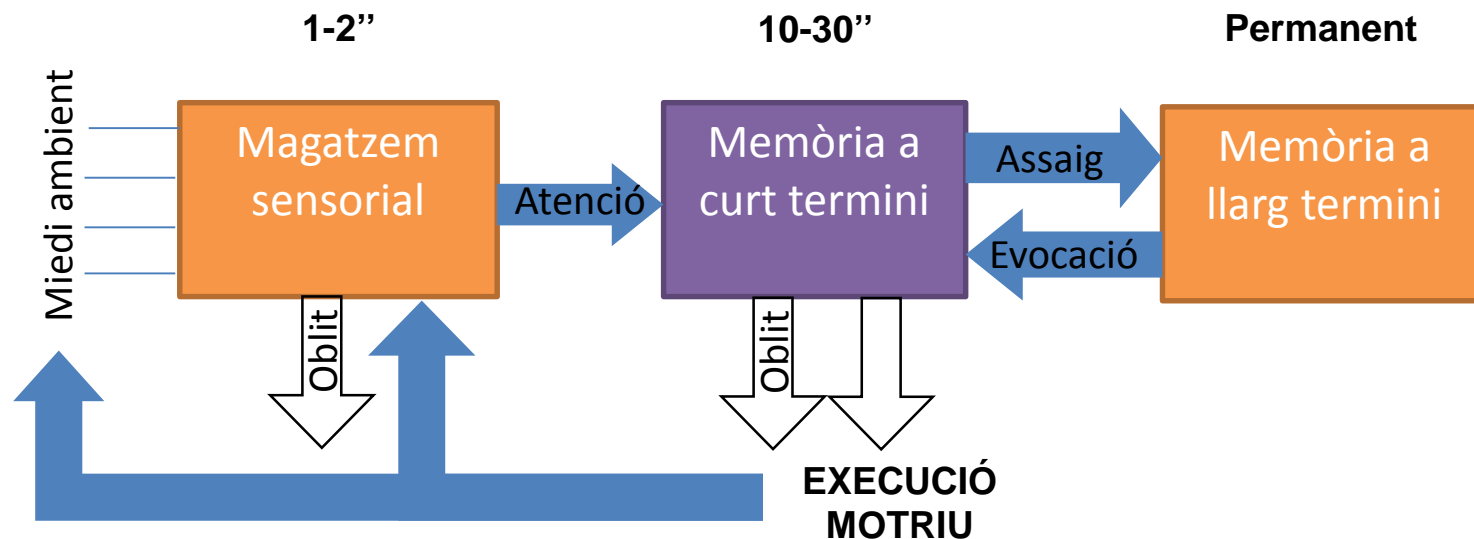 1-2’’
10-30’’
Permanent
Miedi ambient
Magatzem
sensorial
Atenció
Memòria a
curt termini
Assaig
Evocació
Memòria a
llarg termini
Oblit
Oblit
EXECUCIÓ
MOTRIU